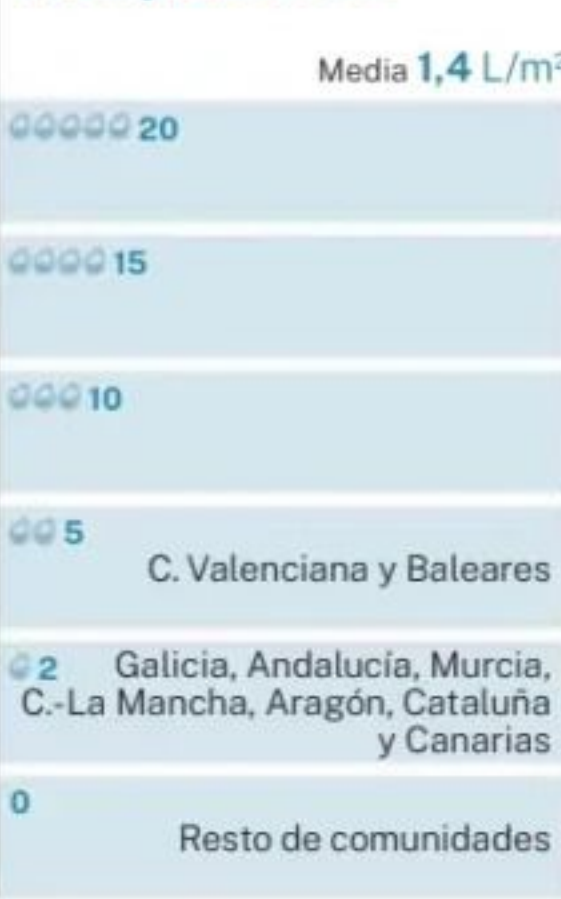 Media 1,4 L/m²
20
15
10
5
C. Valenciana y Baleares
2 Galicia, Andalucía, Murcia,
C.-La Mancha, Aragón, Cataluña
y Canarias
0
Resto de comunidades